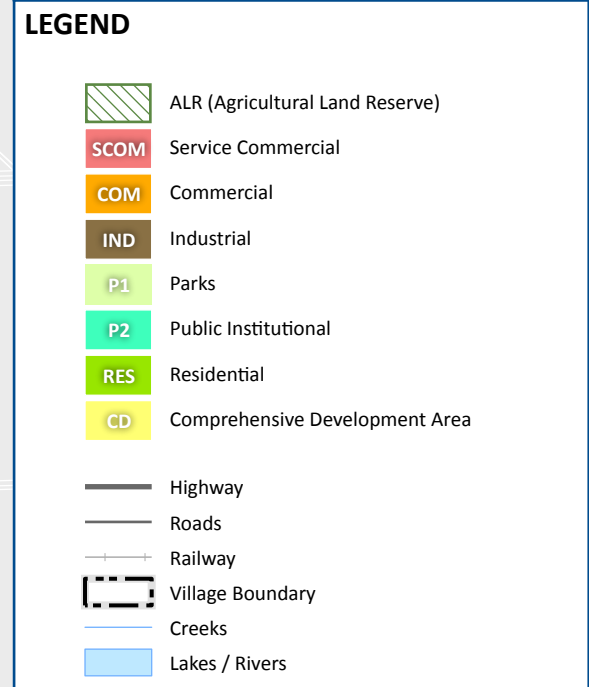 LEGEND
ALR (Agricultural Land Reserve)
SCOM Service Commercial
COM Commercial
IND Industrial
P1 Parks
P2 Public Institutional
RES Residential
CD Comprehensive Development Area
Highway
Roads
Railway
Village Boundary
Creeks
Lakes / Rivers